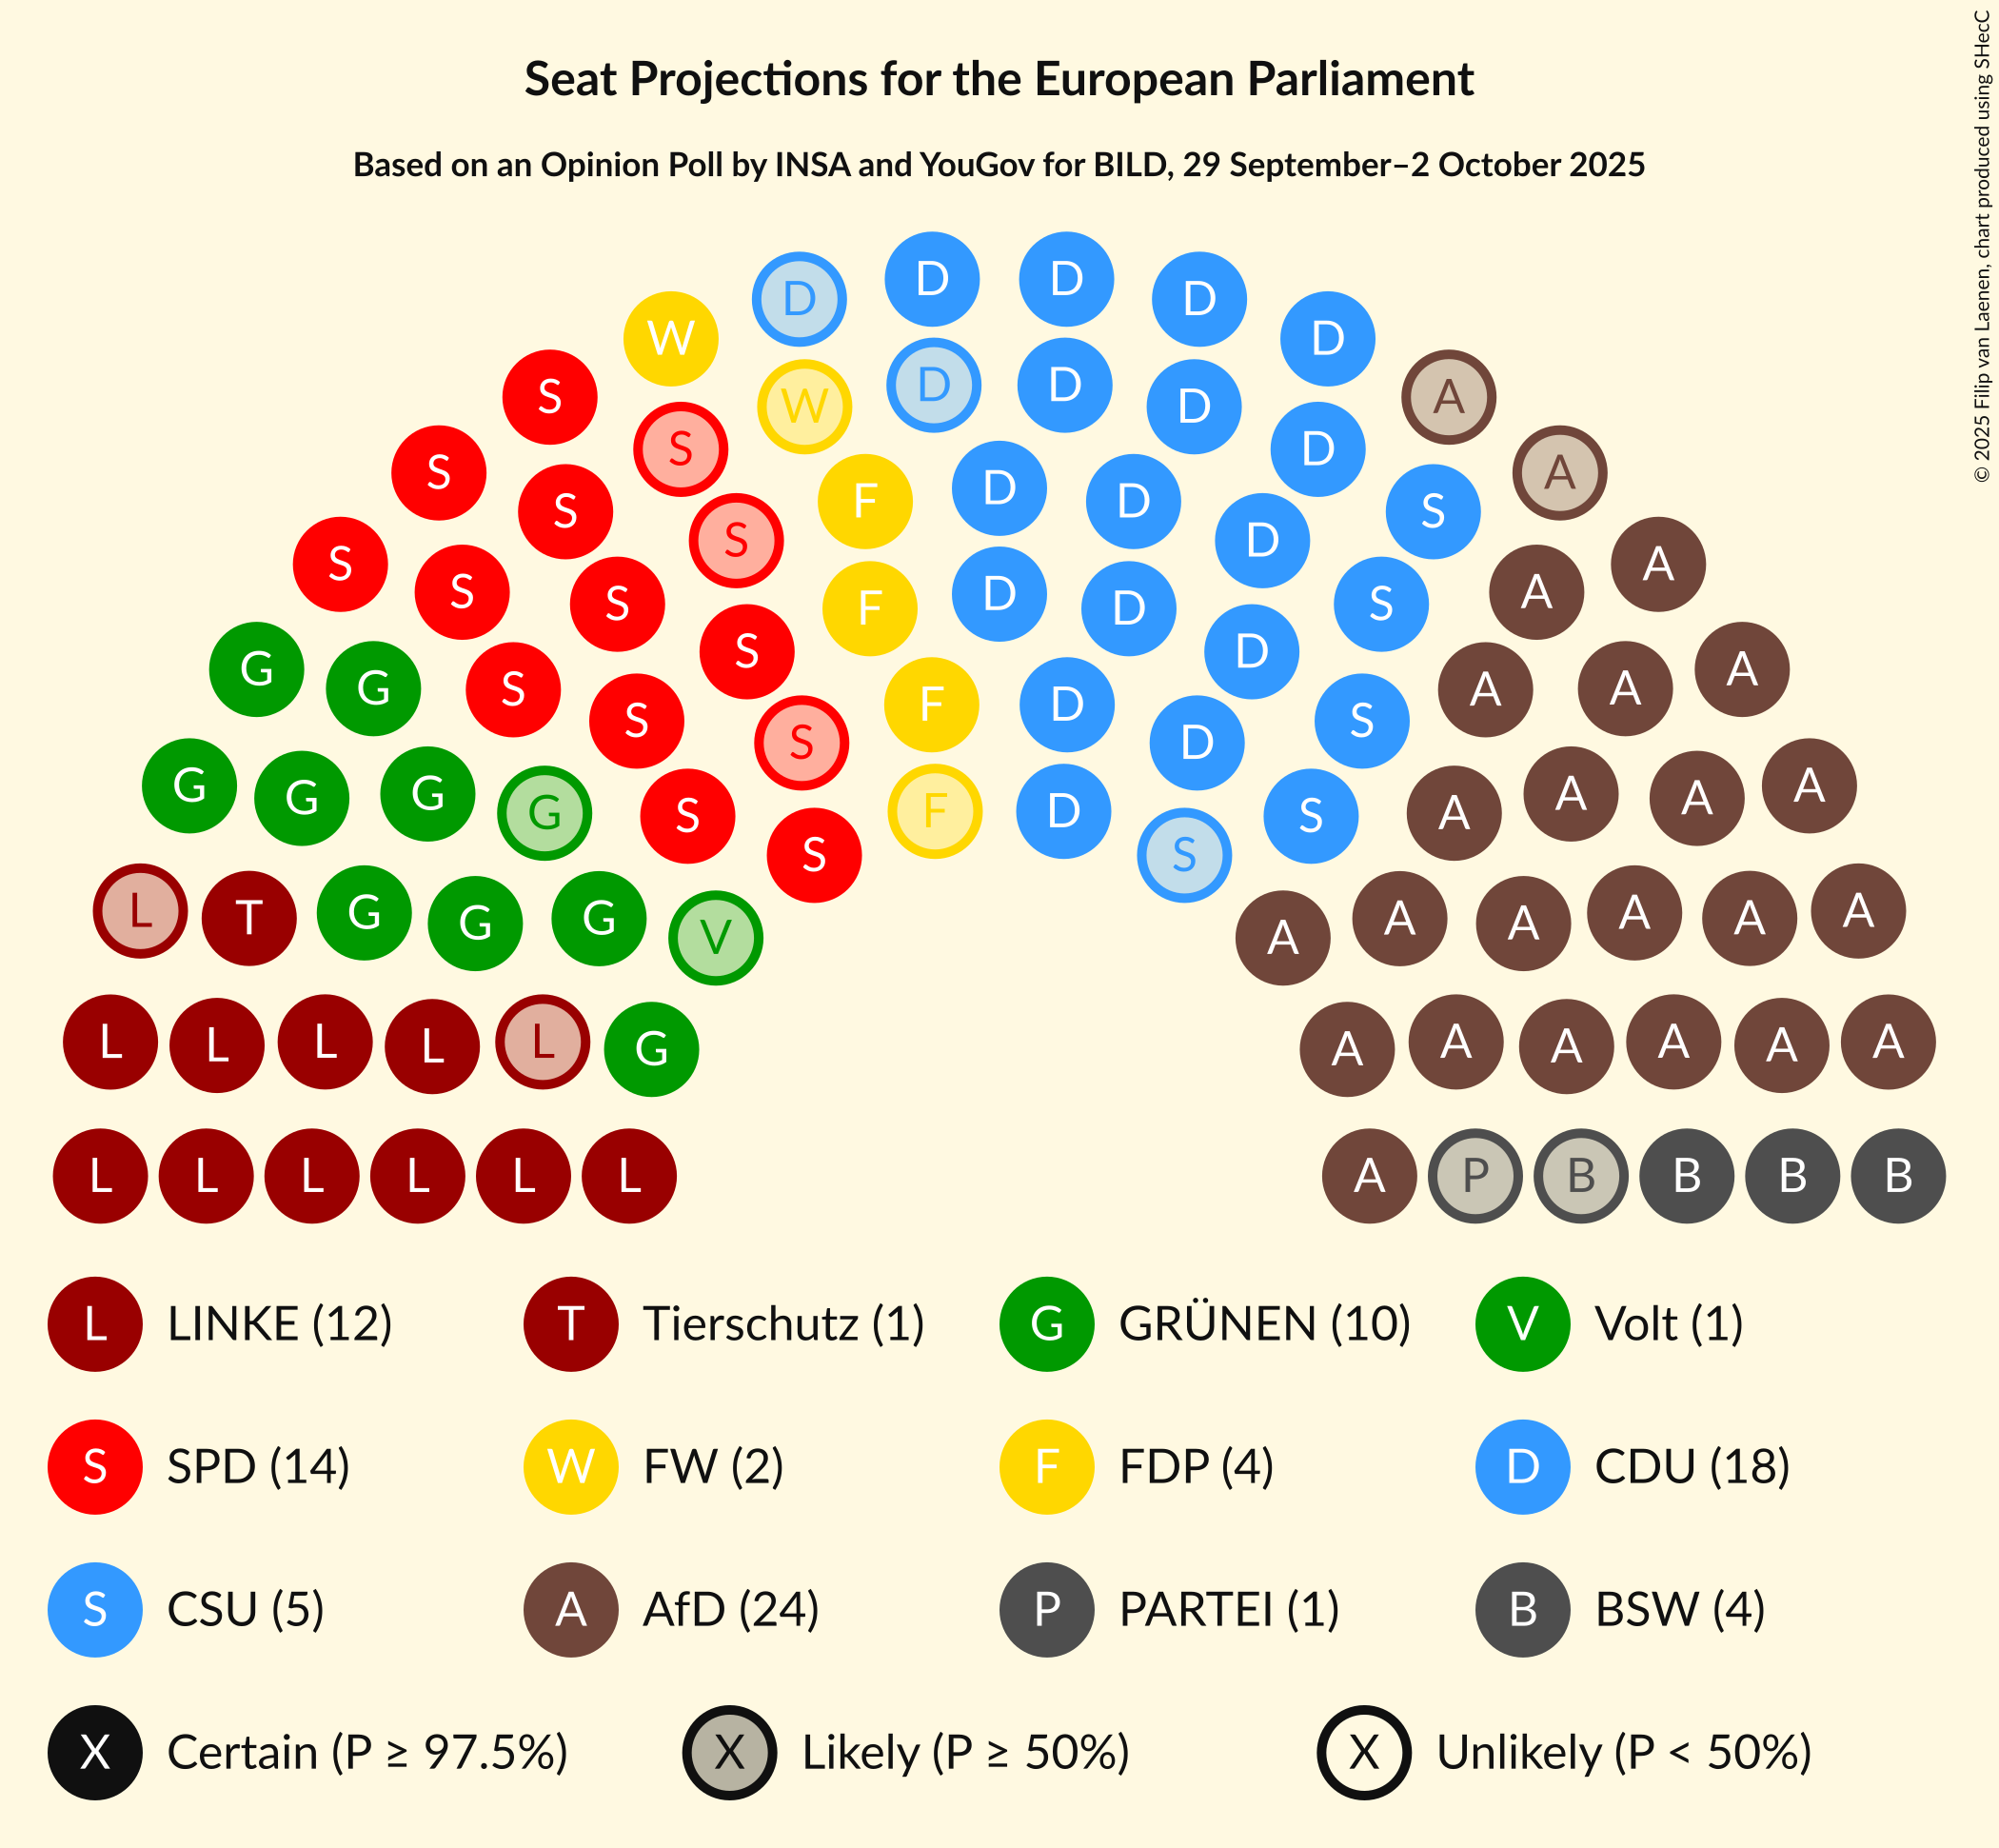 Seat Projections for the European Parliament
Based on an Opinion Poll by INSA and YouGov for BILD, 29 September–2 October 2025
© 2025 Filip van Laenen, chart produced using SHecC
D D D D
W D D
S D D D A
S W D
S S F D D S A
S S D
S S F D D S A A
S S D
G G S S F D S A A A
S D
G G G G S S F D S S A A A A
L T G G G V A A A A A A
L L L L L G A A A A A A
L L L L L L A P B B B B
L LINKE (12) T Tierschutz (1) G GRÜNEN (10) V Volt (1)
S SPD (14) W FW (2) F FDP (4) D CDU (18)
S CSU (5) A AfD (24) P PARTEI (1) B BSW (4)
X Certain (P ≥ 97.5%) X Likely (P ≥ 50%) X Unlikely (P < 50%)